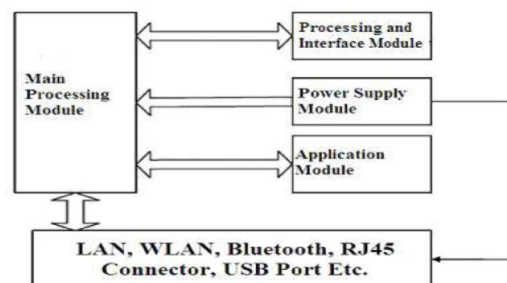 Main
Processing
Module
Processing and
Interface Module
Power Supply
Module
Application
Module
LAN, WLAN, Bluetooth, RJ45
Connector, USB Port Etc.